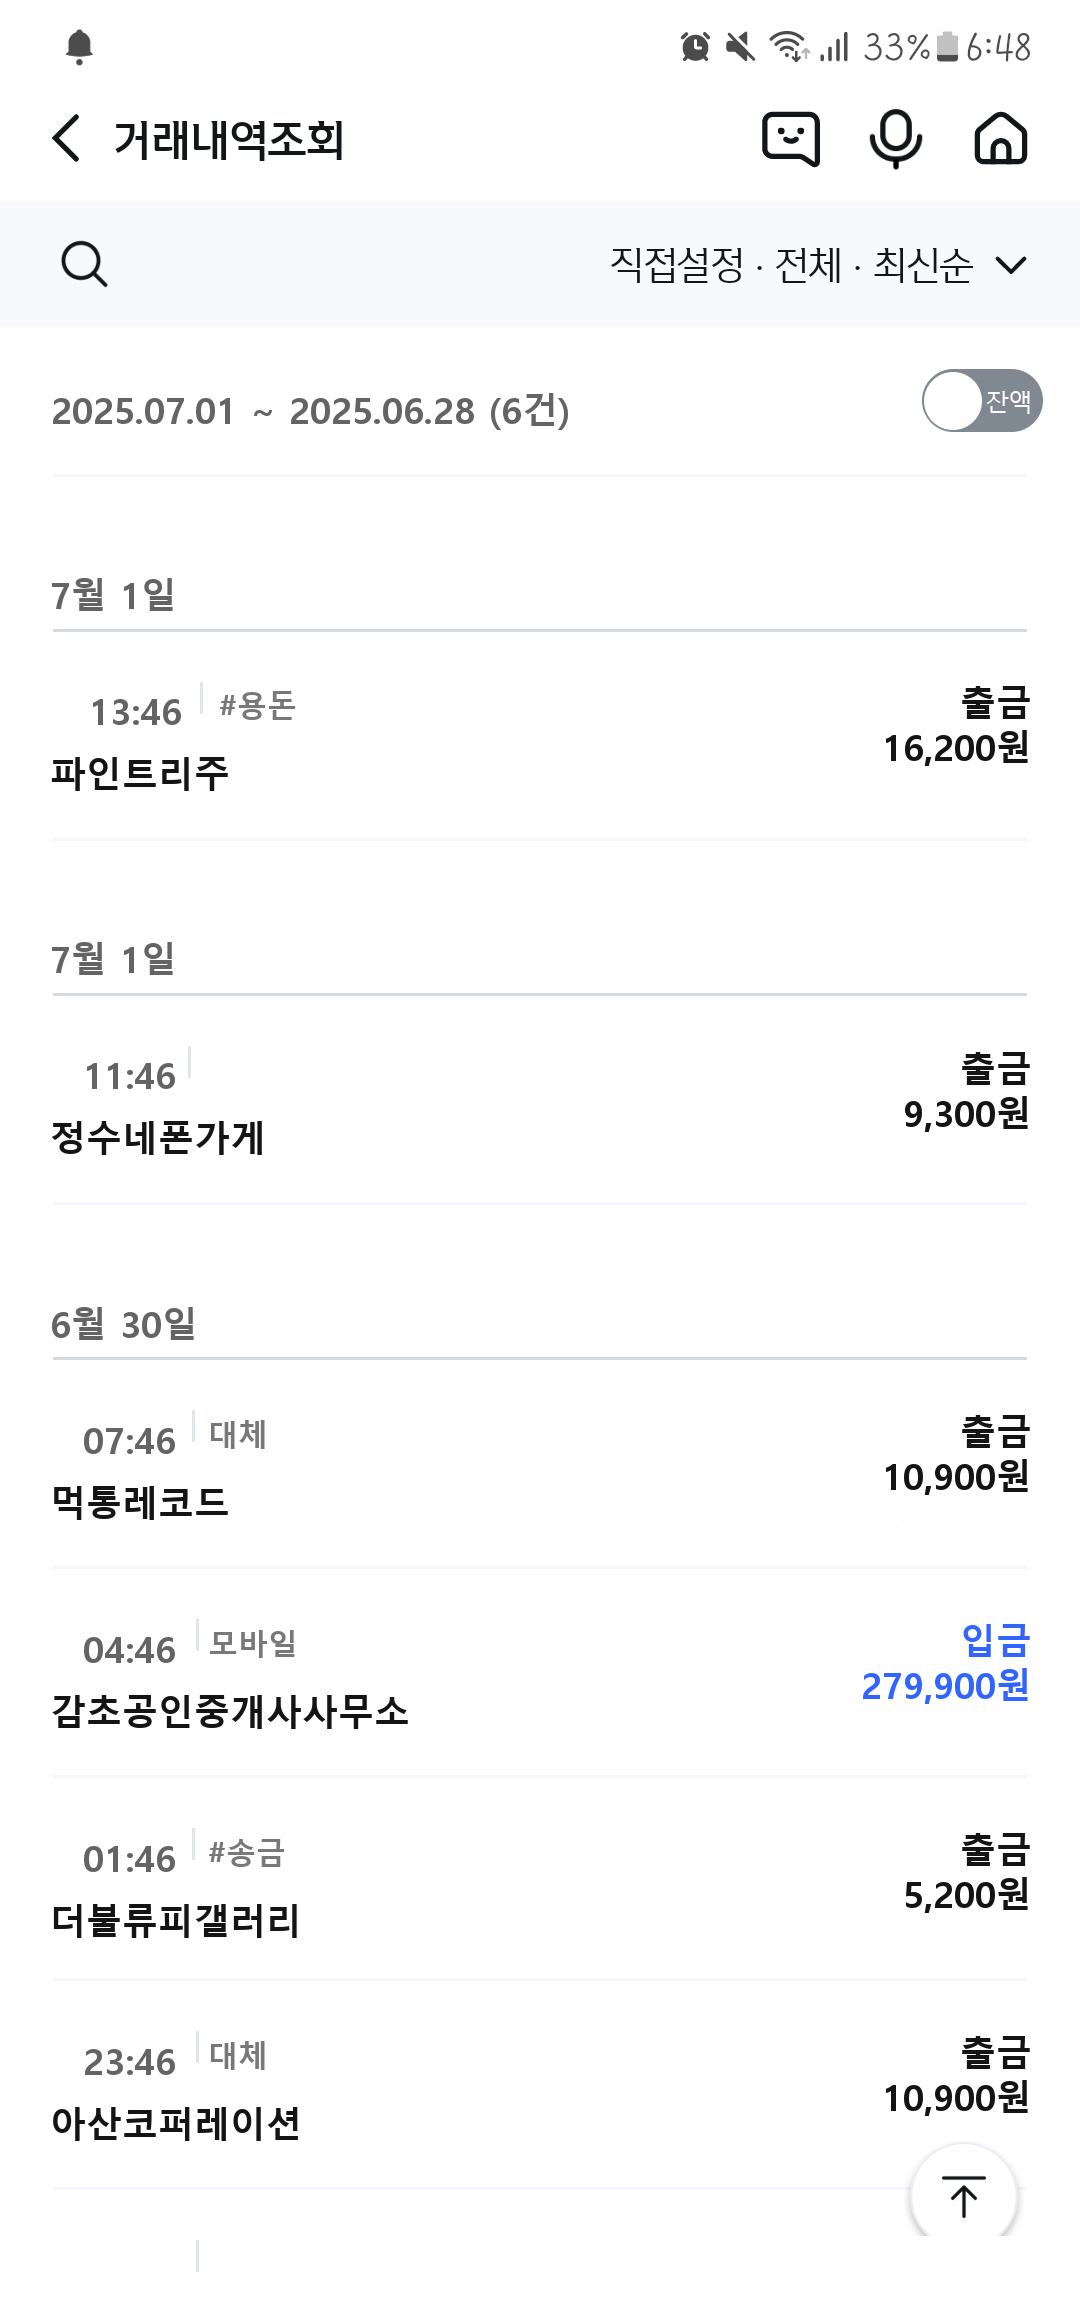 33% 6:48
거래내역조회
직접설정 · 전체 · 최신순
2025.07.01 ~ 2025.06.28 (6건)
잔액
7월 1일
13:46 #용돈
출금
16,200원
파인트리주
7월 1일
11:46
출금
9,300원
정수네폰가게
6월 30일
07:46 대체
출금
10,900원
먹통레코드
04:46 모바일
입금
279,900원
감초공인중개사사무소
01:46 #송금
출금
5,200원
더불류피갤러리
23:46 대체
출금
10,900원
아산코퍼레이션